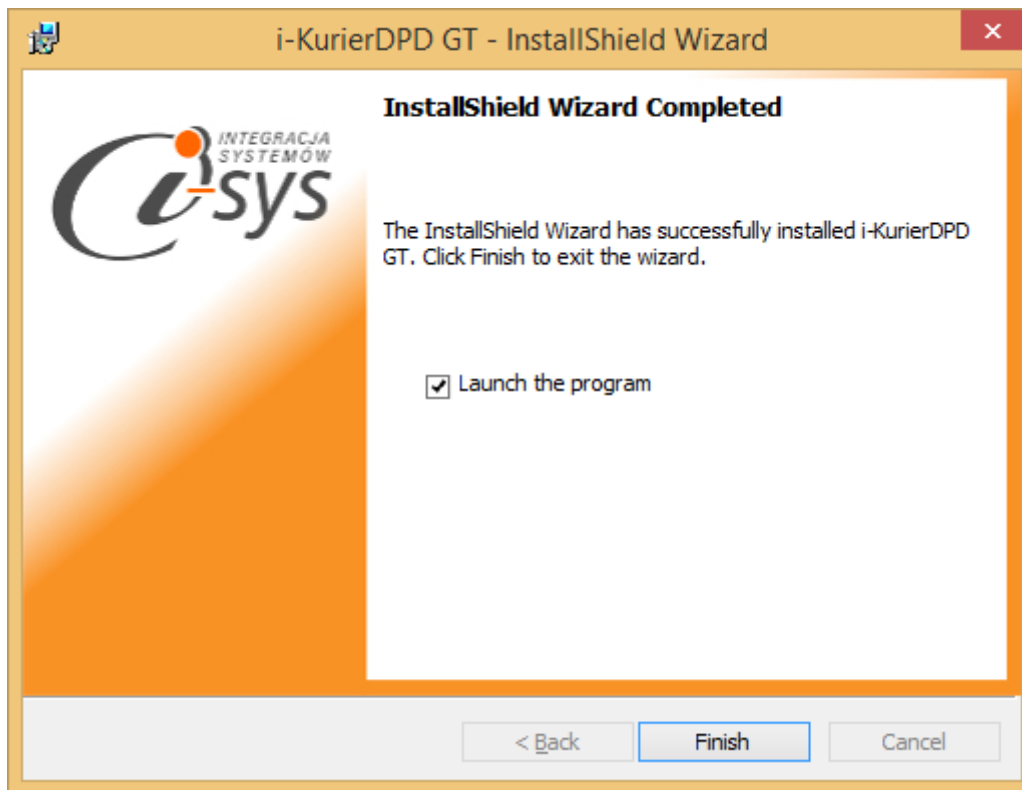 i-KurierDPD GT - InstallShield Wizard
InstallShield Wizard Completed
INTEGRACJA
SYSTEMÓW
i-sys
The InstallShield Wizard has successfully installed i-KurierDPD
GT. Click Finish to exit the wizard.
Launch the program
< Back
Finish
Cancel